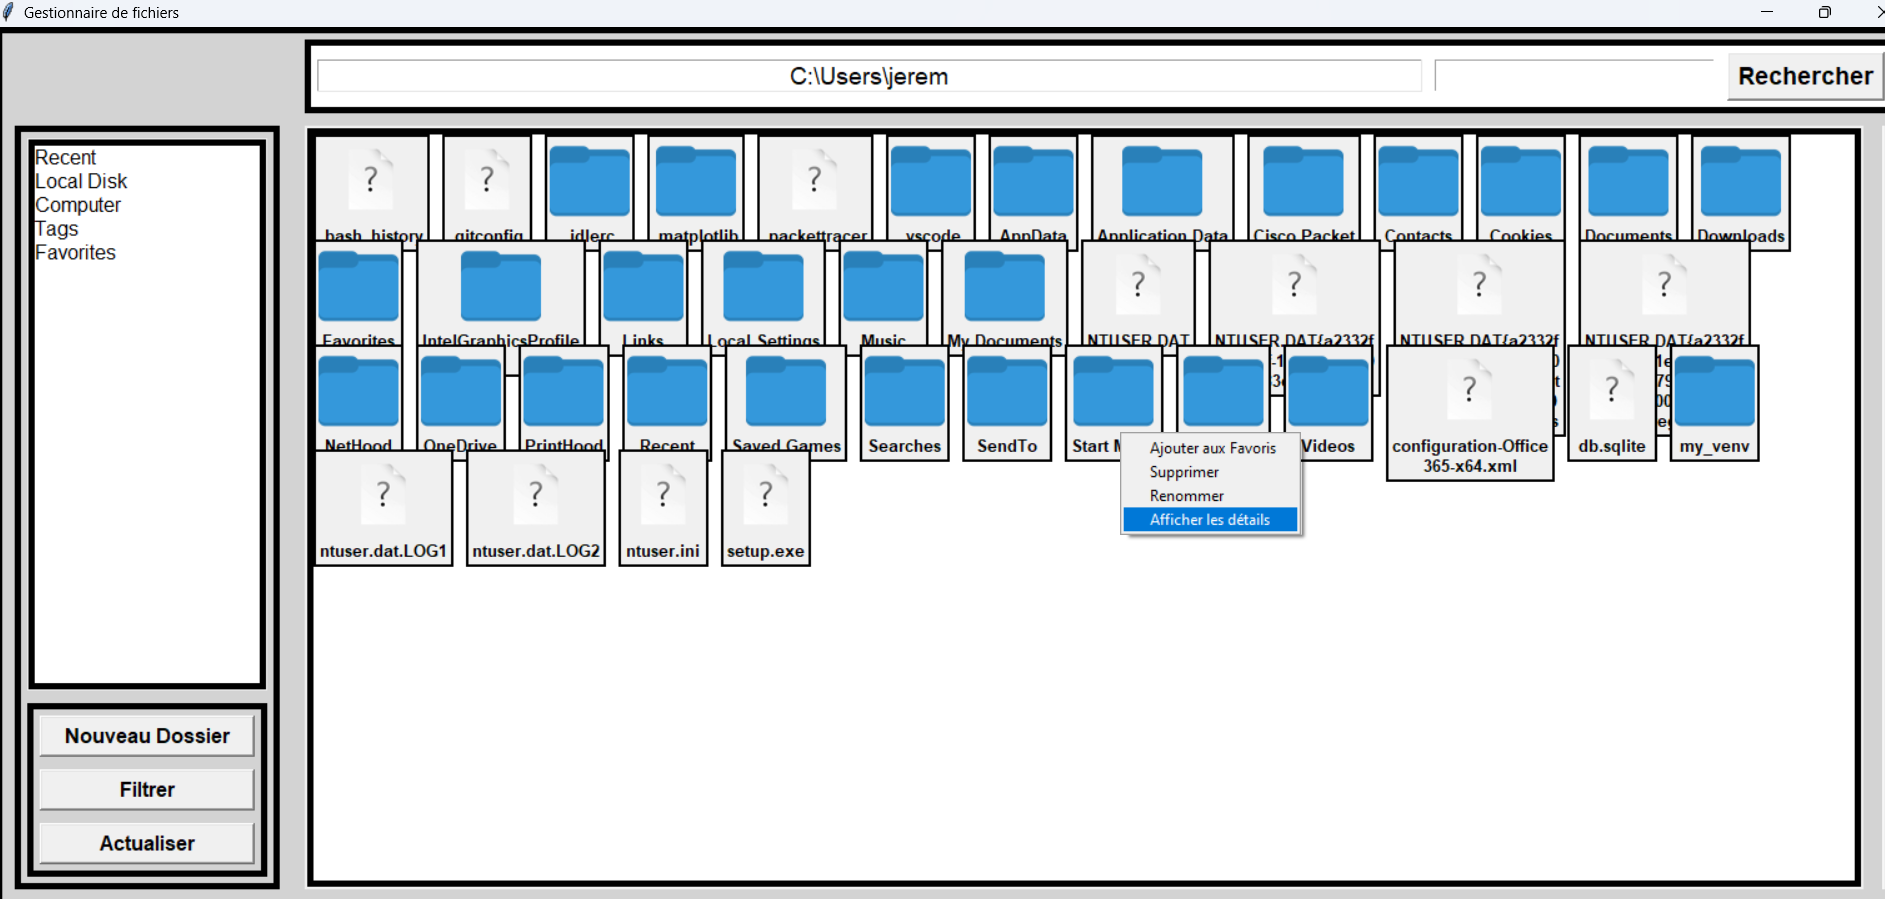 Gestionnaire de fichiers
C:\Users\jerem
Rechercher
Recent
Local Disk
Computer
Tags
Favorites
Nouveau Dossier
Filtrer
Actualiser
bash_history gitconfig idlerc matplotlib packettracer vscode AppData Application Data Cisco Packet Contacts Cookies Documents Downloads
Favorites IntelGraphicsProfile Links Local Settings Music My Documents NTUSER.DAT NTUSER.DAT{a2332f NTUSER.DAT{a2332f NTUSER.DAT{a2332f
NetHood OneDrive PrintHood Recent Saved Games Searches SendTo Start M Videos configuration-Office db.sqlite my_venv
365-x64.xml
ntuser.dat.LOG1 ntuser.dat.LOG2 ntuser.ini setup.exe
Ajouter aux Favoris
Supprimer
Renommer
Afficher les détails